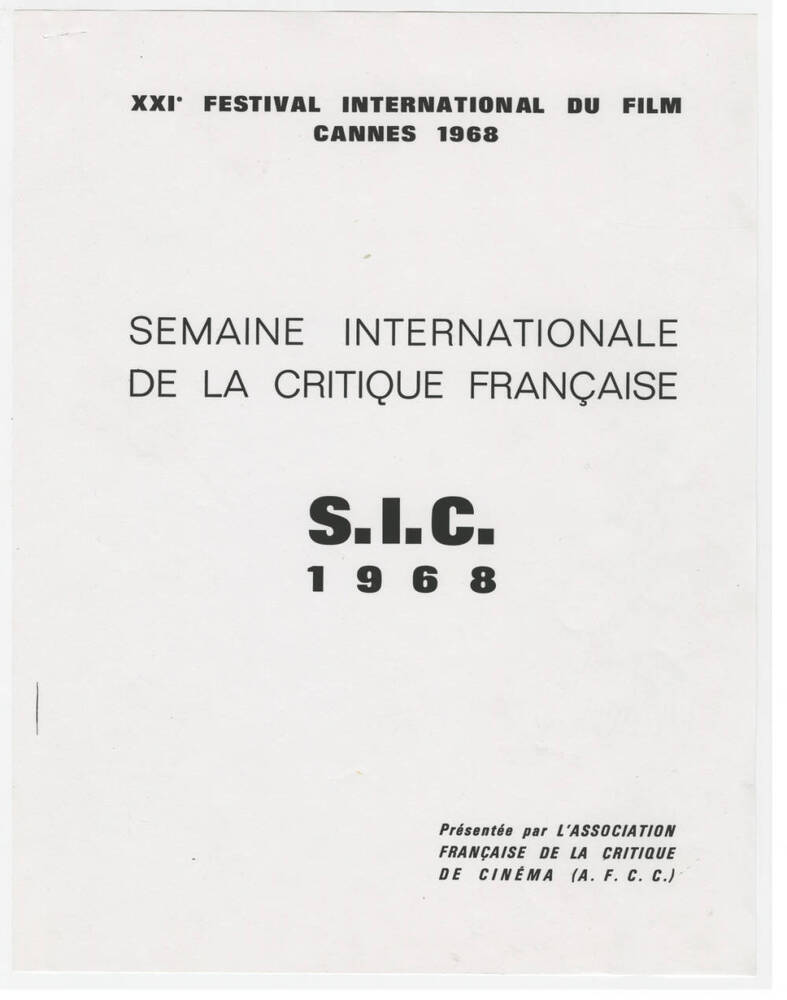 XXI° FESTIVAL INTERNATIONAL DU FILM
CANNES 1968
SEMAINE INTERNATIONALE
DE LA CRITIQUE FRANÇAISE
S.I.C.
1968
Présentée par L'ASSOCIATION
FRANÇAISE DE LA CRITIQUE
DE CINÉMA (A. F. C. C.)